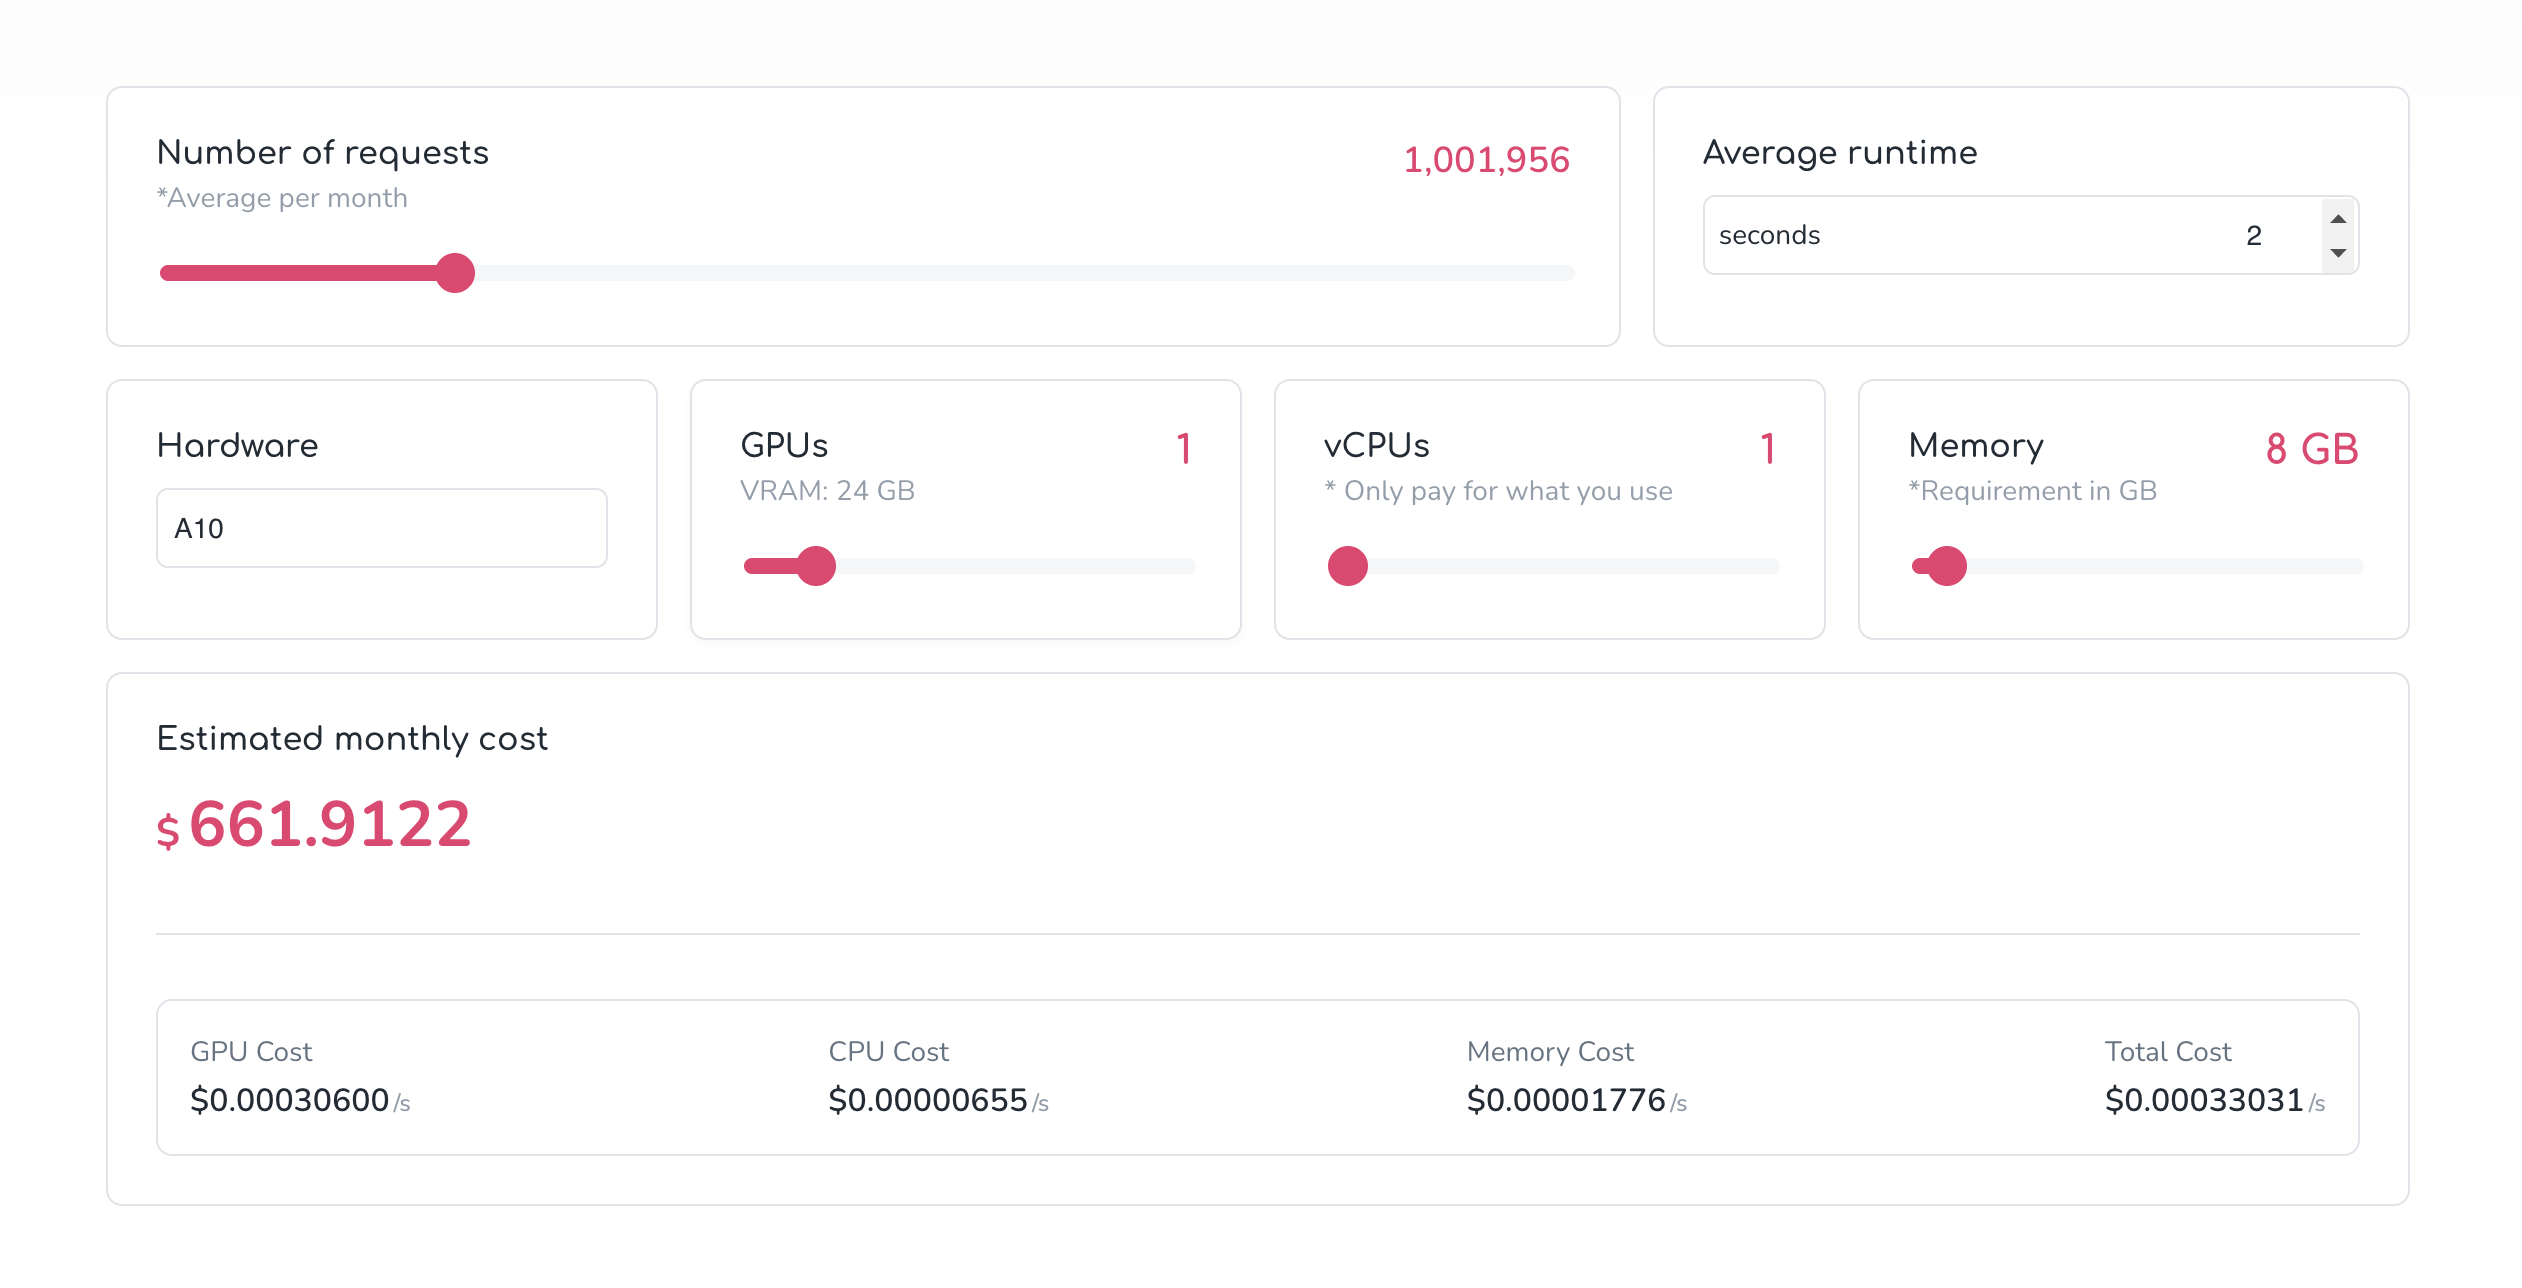 Number of requests
1,001,956
*Average per month
Average runtime
seconds 2
Hardware
A10
GPUs 1
VRAM: 24 GB
vCPUs 1
* Only pay for what you use
Memory 8 GB
*Requirement in GB
Estimated monthly cost
$661.9122
GPU Cost
$0.00030600/s
CPU Cost
$0.00000655/s
Memory Cost
$0.00001776/s
Total Cost
$0.00033031/s